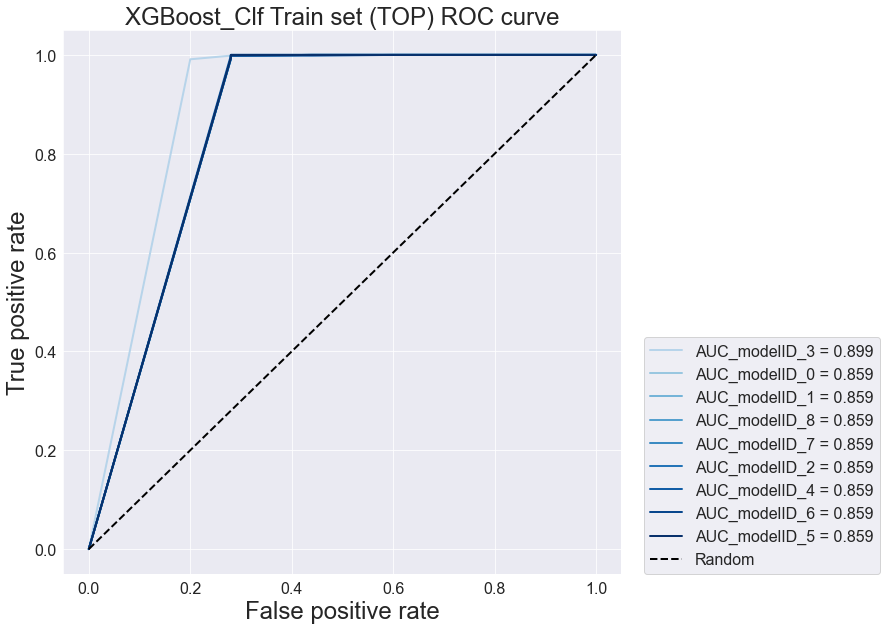 XGBoost_Clf Train set (TOP) ROC curve
1.0
0.8
0.6
0.4
0.2
0.0
True positive rate
0.0 0.2 0.4 0.6 0.8 1.0
False positive rate
AUC_modelID_3 = 0.899
AUC_modelID_0 = 0.859
AUC_modelID_1 = 0.859
AUC_modelID_8 = 0.859
AUC_modelID_7 = 0.859
AUC_modelID_2 = 0.859
AUC_modelID_4 = 0.859
AUC_modelID_6 = 0.859
AUC_modelID_5 = 0.859
Random